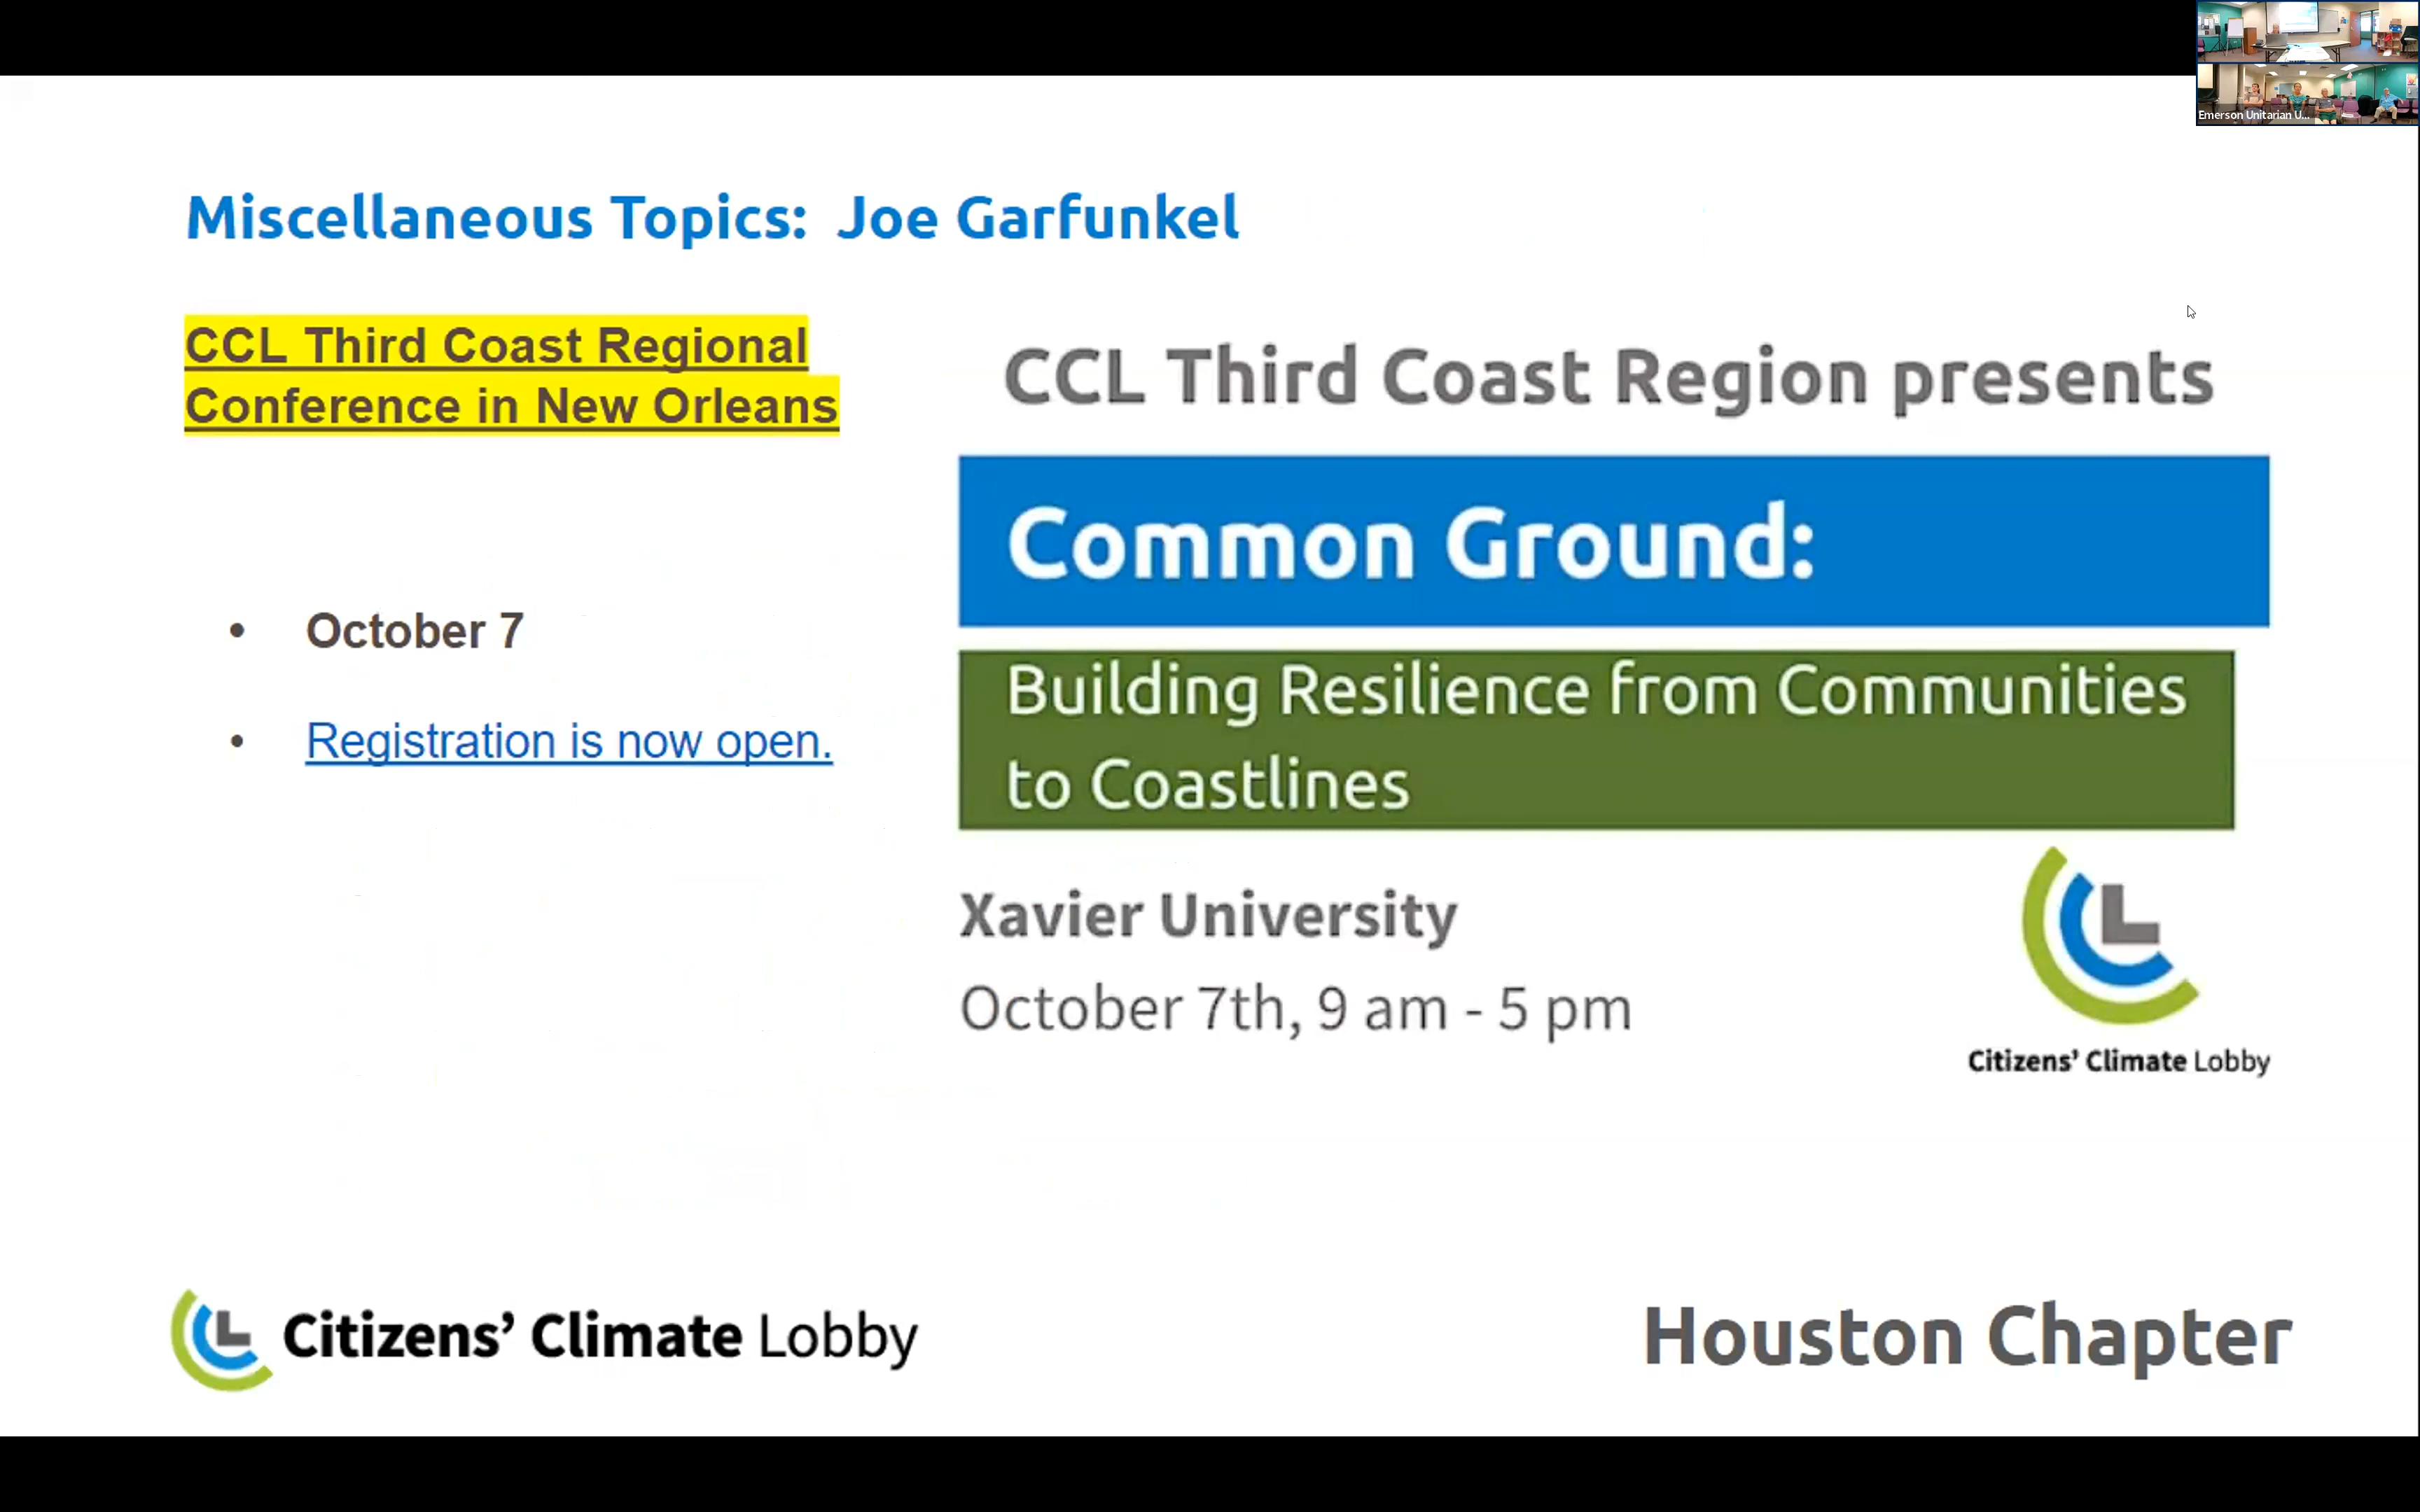 Emerson Unitarian U...
Miscellaneous Topics: Joe Garfunkel
CCL Third Coast Regional
Conference in New Orleans
• October 7
• Registration is now open.
CCL Third Coast Region presents
Common Ground:
Building Resilience from Communities
to Coastlines
Xavier University
October 7th, 9 am - 5 pm
Citizens’ Climate Lobby
Citizens’ Climate Lobby
Houston Chapter